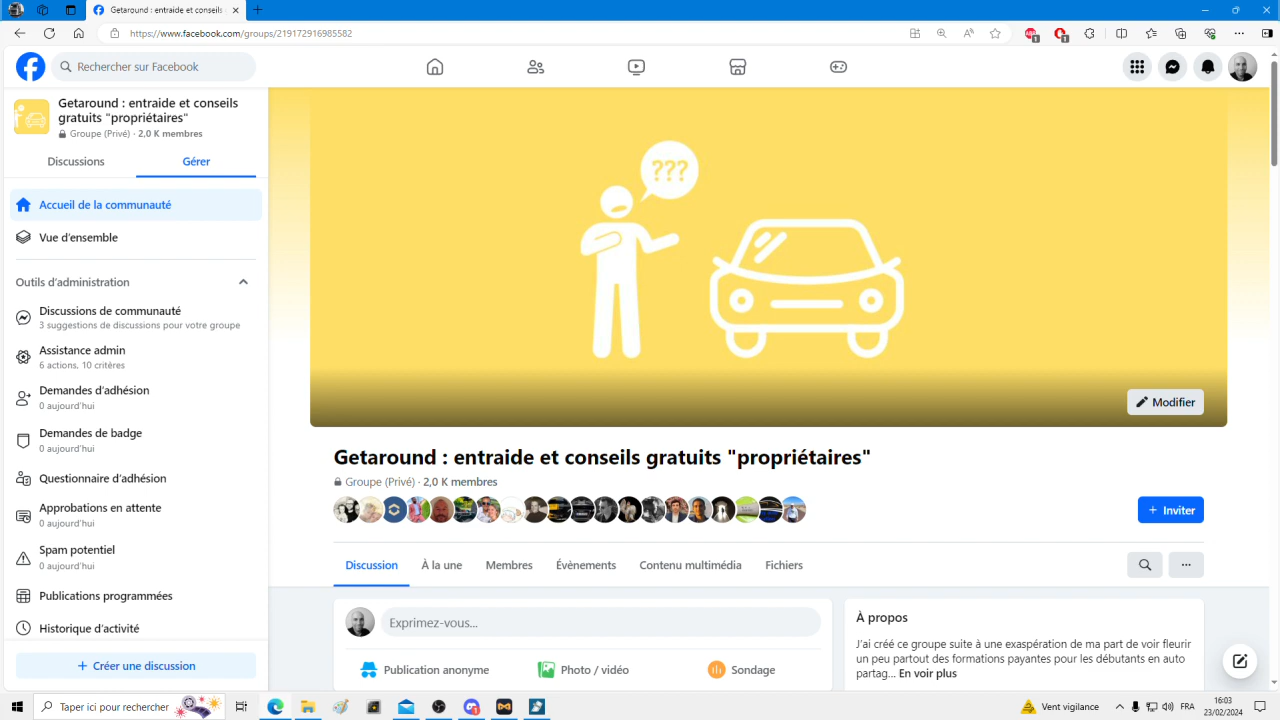 Getaround : entraide et conseils
https://www.facebook.com/groups/219172916985582
Rechercher sur Facebook
Getaround : entraide et conseils
gratuits "propriétaires"
Groupe (Privé) · 2,0 K membres
Discussions
Gérer
Accueil de la communauté
Vue d'ensemble
Outils d'administration
Discussions de communauté
3 suggestions de discussions pour votre groupe
Assistance admin
6 actions, 10 critères
Demandes d'adhésion
0 aujourd'hui
Demandes de badge
0 aujourd'hui
Questionnaire d'adhésion
Approbations en attente
0 aujourd'hui
Spam potentiel
0 aujourd'hui
Publications programmées
Historique d'activité
+ Créer une discussion
???
Modifier
Getaround : entraide et conseils gratuits "propriétaires"
Groupe (Privé) · 2,0 K membres
+ Inviter
Discussion
À la une
Membres
Évènements
Contenu multimédia
Fichiers
Exprimez-vous...
Publication anonyme
Photo / vidéo
Sondage
À propos
J'ai créé ce groupe suite à une exaspération de ma part de voir fleurir
un peu partout des formations payantes pour les débutants en auto
partag... En voir plus
Taper ici pour rechercher
Vent vigilance
FRA
16:03
23/02/2024